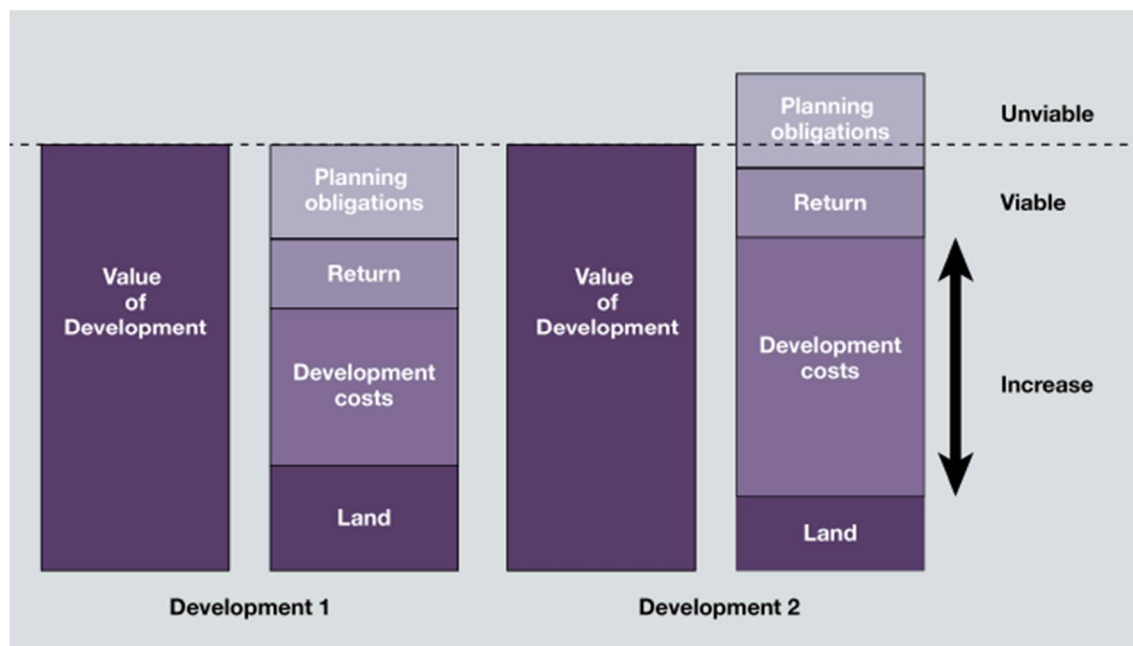 Value
of
Development
Planning
obligations
Return
Development
costs
Land
Development 1
Value
of
Development
Planning
obligations
Return
Development
costs
Land
Development 2
Unviable
Viable
Increase